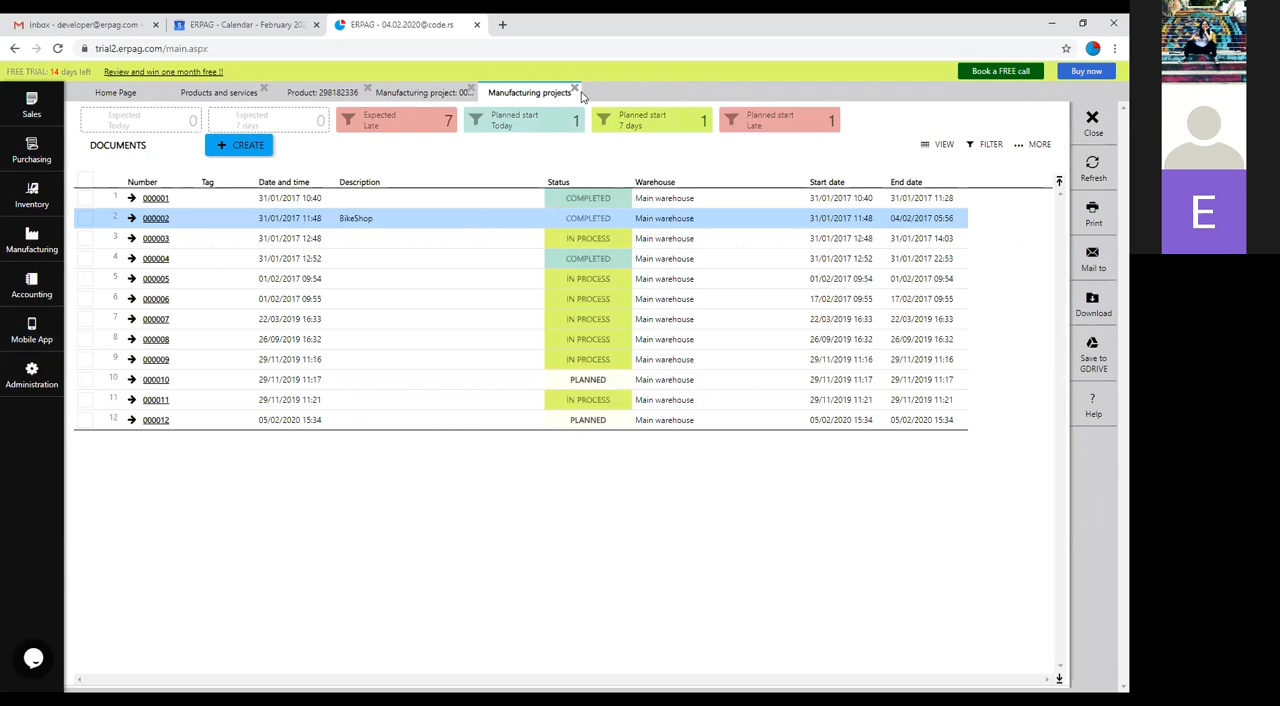 Inbox - developer@erpag.com -
ERPAG - Calendar - February 202
ERPAG - 04.02.2020@code.rs
trial2.erpag.com/main.aspx
FREE TRIAL: 14 days left Review and win one month free !! Book a FREE call Buy now
Home Page Products and services Product: 298182336 Manufacturing project: 00... Manufacturing projects
Sales
Purchasing
Inventory
Manufacturing
Accounting
Mobile App
Administration
Expected Today 0
Expected 7 days 0
Expected Late 7
Planned start Today 1
Planned start 7 days 1
Planned start Late 1
DOCUMENTS + CREATE VIEW FILTER ... MORE
Number Tag Date and time Description Status Warehouse Start date End date
1 000001 31/01/2017 10:40 COMPLETED Main warehouse 31/01/2017 10:40 31/01/2017 11:28
2 000002 31/01/2017 11:48 BikeShop COMPLETED Main warehouse 31/01/2017 11:48 04/02/2017 05:56
3 000003 31/01/2017 12:48 IN PROCESS Main warehouse 31/01/2017 12:48 31/01/2017 14:03
4 000004 31/01/2017 12:52 COMPLETED Main warehouse 31/01/2017 12:52 31/01/2017 22:53
5 000005 01/02/2017 09:54 IN PROCESS Main warehouse 01/02/2017 09:54 01/02/2017 09:54
6 000006 01/02/2017 09:55 IN PROCESS Main warehouse 17/02/2017 09:55 17/02/2017 09:55
7 000007 22/03/2019 16:33 IN PROCESS Main warehouse 22/03/2019 16:33 22/03/2019 16:33
8 000008 26/09/2019 16:32 IN PROCESS Main warehouse 26/09/2019 16:32 26/09/2019 16:32
9 000009 29/11/2019 11:16 IN PROCESS Main warehouse 29/11/2019 11:16 29/11/2019 11:16
10 000010 29/11/2019 11:17 PLANNED Main warehouse 29/11/2019 11:17 29/11/2019 11:17
11 000011 29/11/2019 11:21 IN PROCESS Main warehouse 29/11/2019 11:21 29/11/2019 11:21
12 000012 05/02/2020 15:34 PLANNED Main warehouse 05/02/2020 15:34 05/02/2020 15:34
Close
Refresh
Print
Mail to
Download
Save to
GDRIVE
?
Help
E